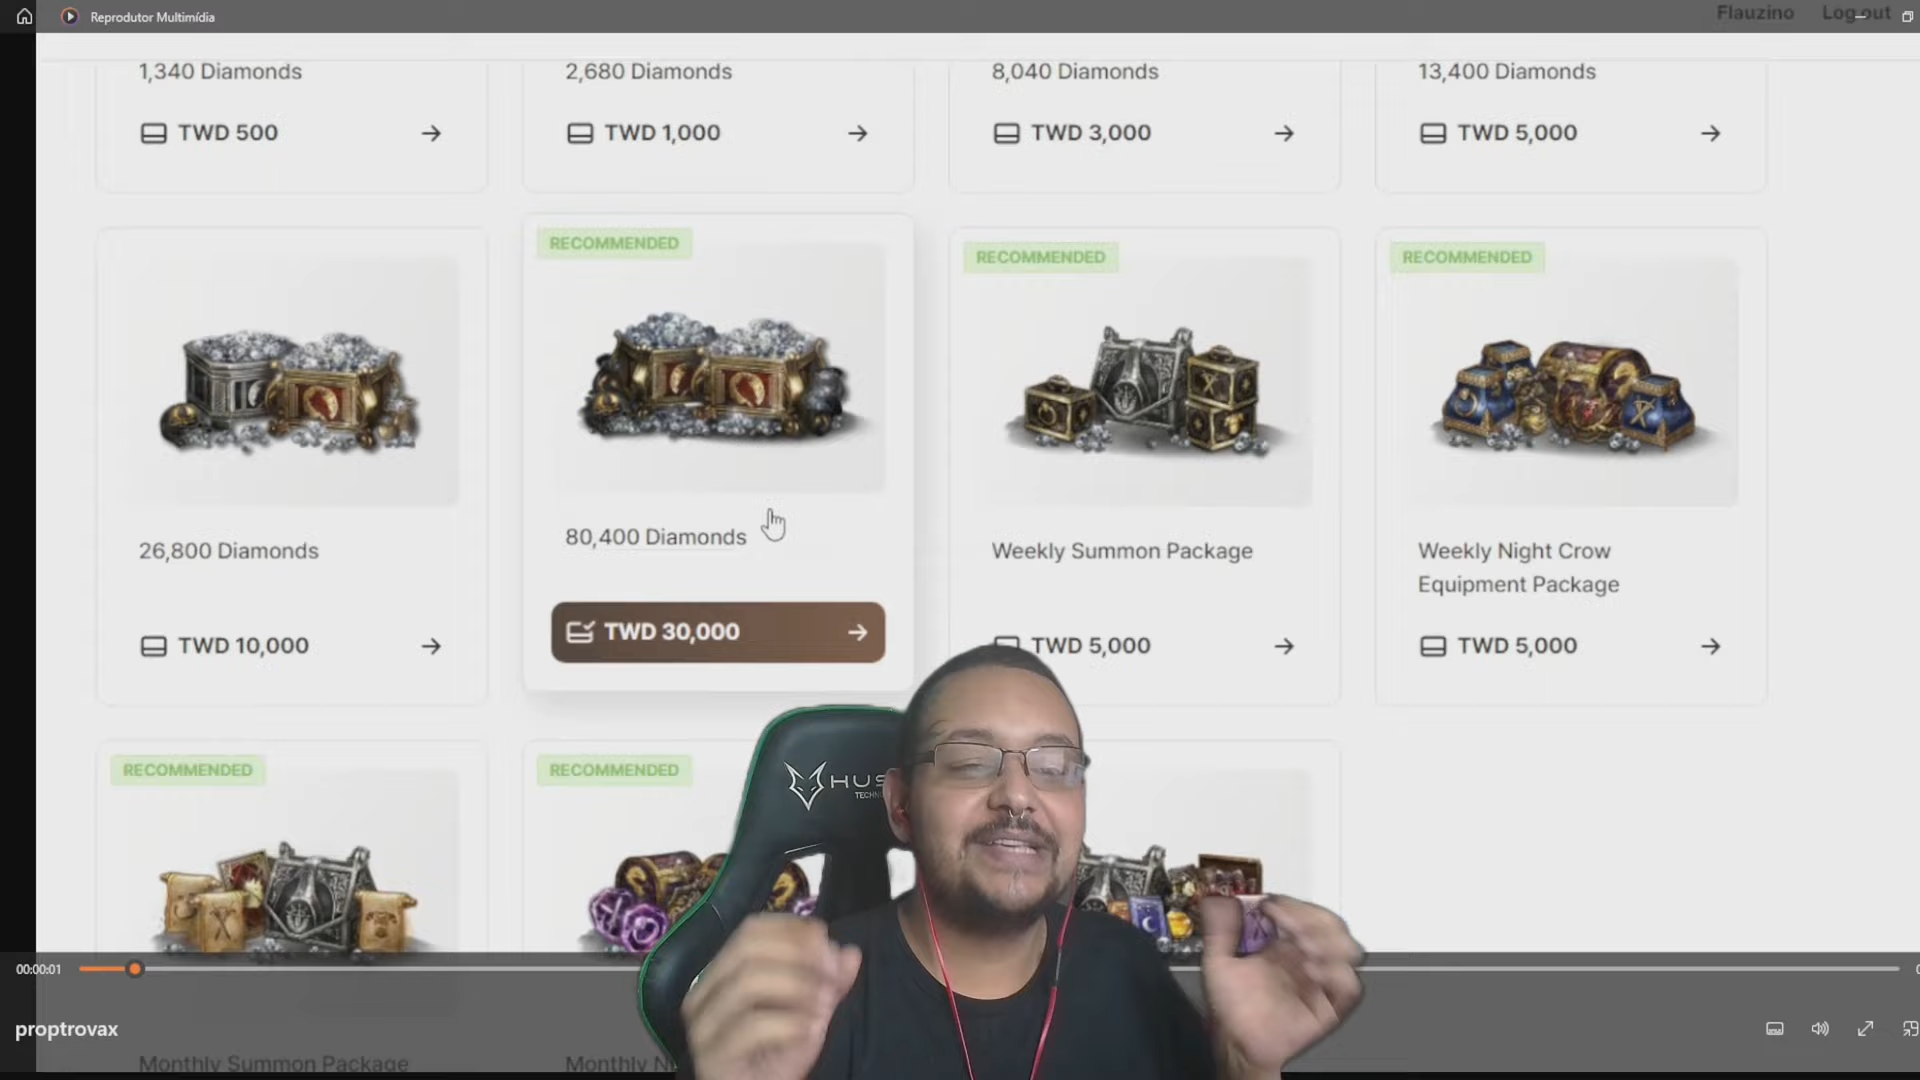 Reprodutor Multimídia
Flauzino Log out
1,340 Diamonds
2,680 Diamonds
8,040 Diamonds
13,400 Diamonds
TWD 500
TWD 1,000
TWD 3,000
TWD 5,000
RECOMMENDED
RECOMMENDED
RECOMMENDED
26,800 Diamonds
80,400 Diamonds
Weekly Summon Package
Weekly Night Crow
Equipment Package
TWD 10,000
TWD 30,000
TWD 5,000
TWD 5,000
RECOMMENDED
RECOMMENDED
00:00:01
proptrovax
Monthly Summon Package
Monthly